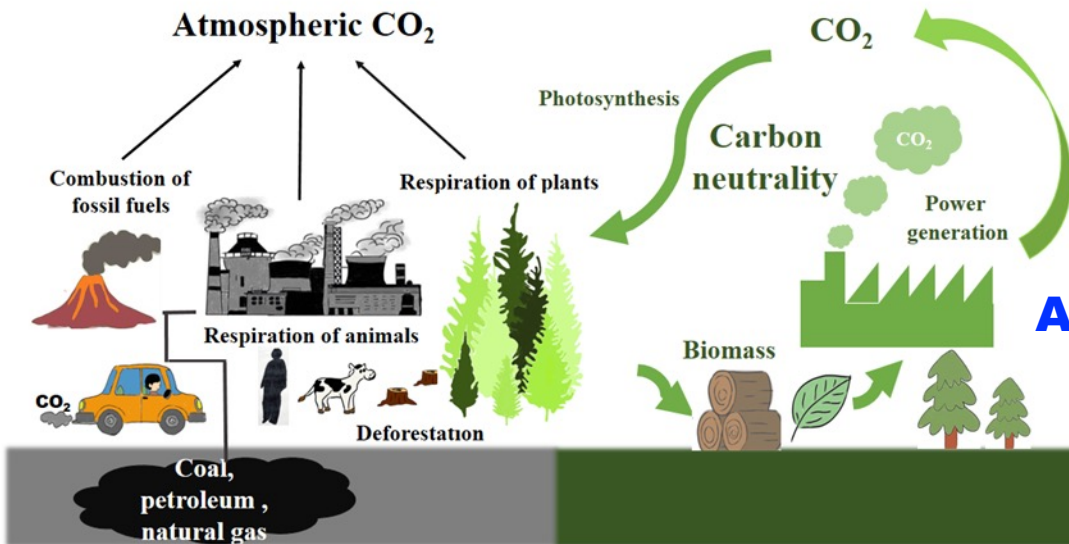 Atmospheric CO₂
CO₂
Photosynthesis
Carbon
neutrality
CO₂
Combustion of
fossil fuels
Respiration of plants
Power
generation
A
Respiration of animals
Biomass
CO₂
Deforestation
Coal,
petroleum ,
natural gas